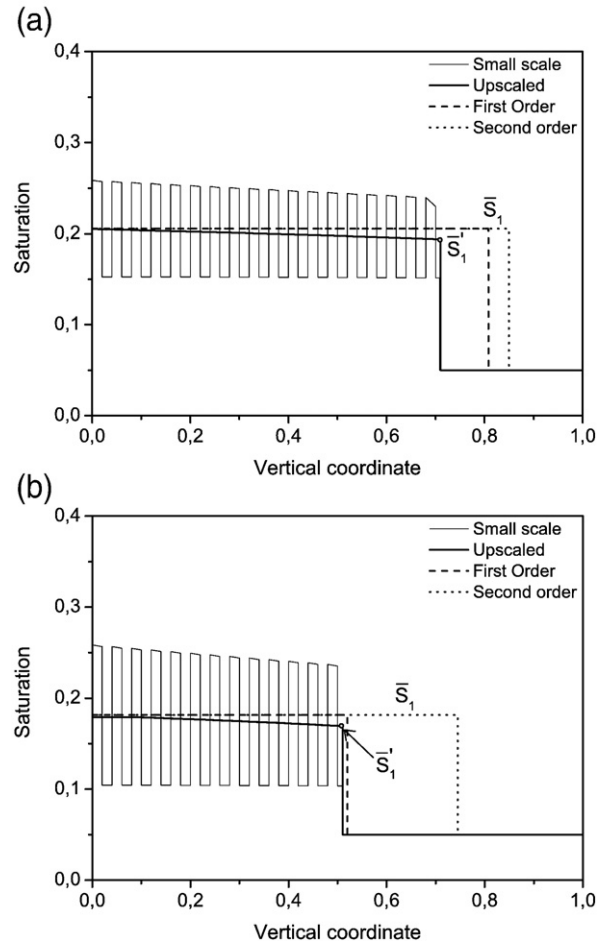 (a)
0,4
0,3
0,2
0,1
0,0
Saturation
Small scale
Upscaled
First Order
Second order
S̅₁
S̅₁'
0,0 0,2 0,4 0,6 0,8 1,0
Vertical coordinate
(b)
0,4
0,3
0,2
0,1
0,0
Saturation
Small scale
Upscaled
First Order
Second order
S̅₁
S̅₁'
0,0 0,2 0,4 0,6 0,8 1,0
Vertical coordinate